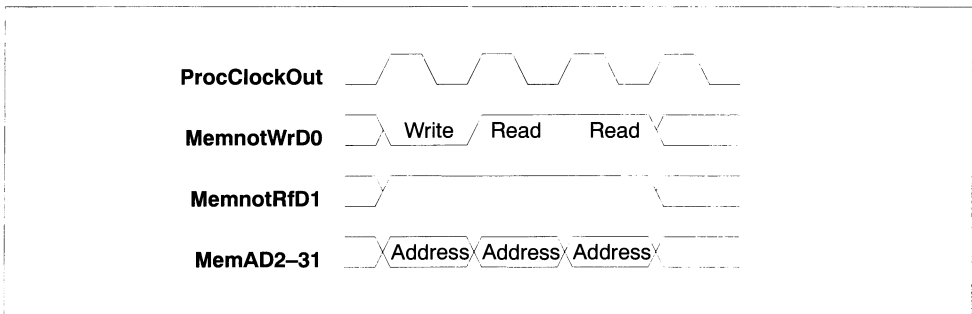 ProcClockOut
MemnotWrD0 Write Read Read
MemnotRfD1
MemAD2–31 Address Address Address